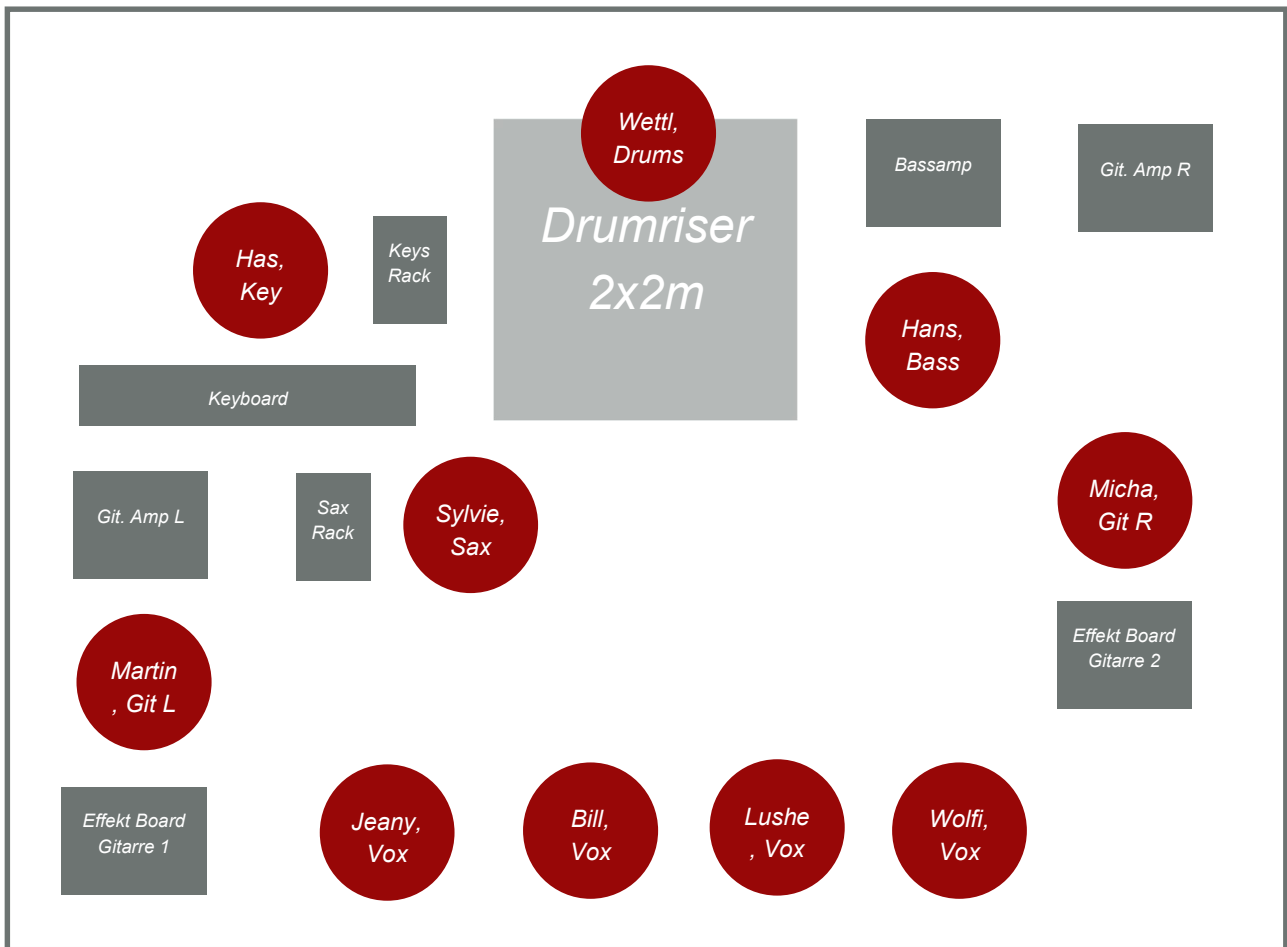 Wettl,
Drums
Bassamp
Git. Amp R
Drumriser
2x2m
Has,
Key
Keys
Rack
Hans,
Bass
Keyboard
Git. Amp L
Sax
Rack
Sylvie,
Sax
Micha,
Git R
Martin
, Git L
Effekt Board
Gitarre 2
Effekt Board
Gitarre 1
Jeany,
Vox
Bill,
Vox
Lushe
, Vox
Wolfi,
Vox